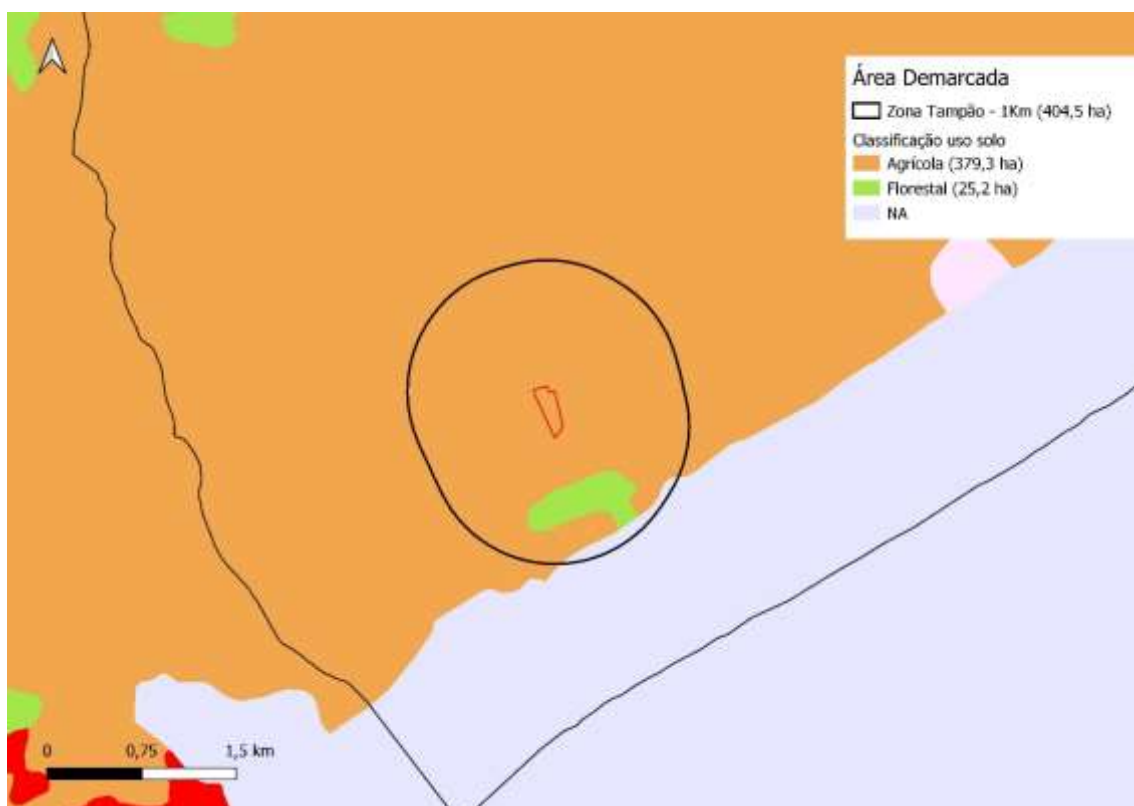 Área Demarcada
Zona Tampão - 1Km (404,5 ha)
Classificação uso solo
Agrícola (379,3 ha)
Florestal (25,2 ha)
NA
0 0,75 1,5 km